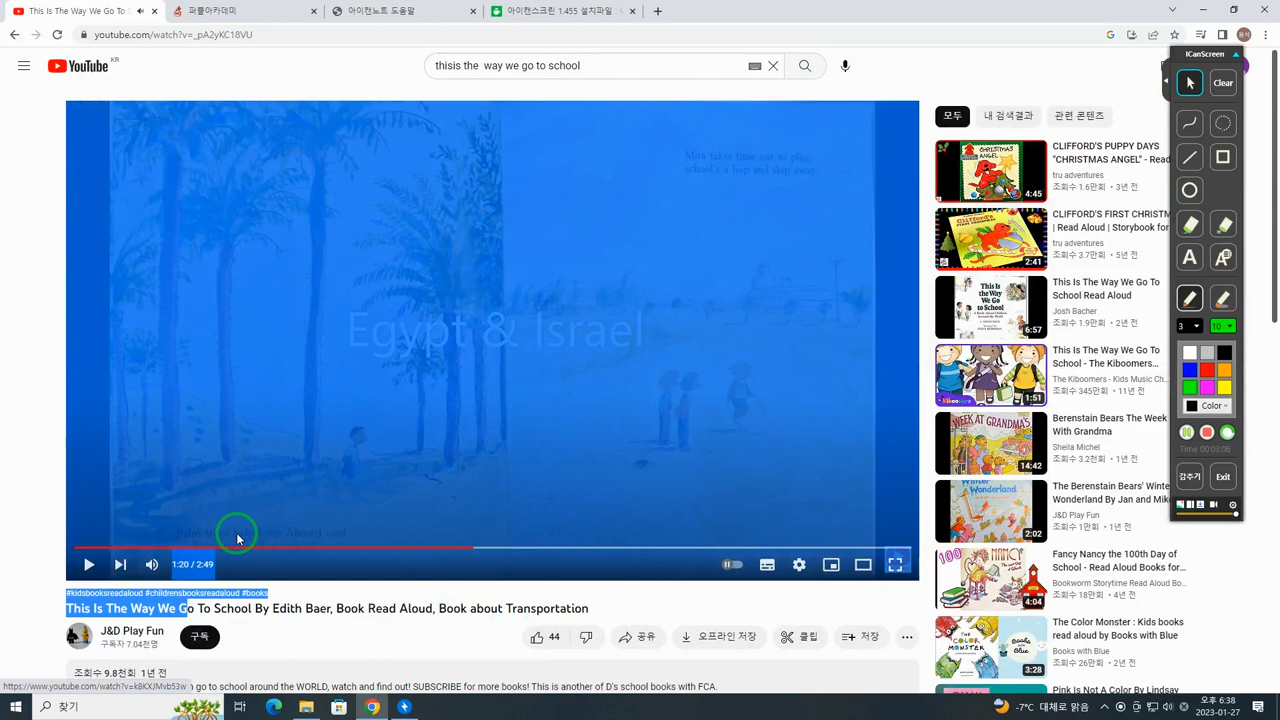 This Is The Way We Go To S
퍼플아카데미
아이캔노트 도움말
아이캔스크린 1.455 설치파일 :
youtube.com/watch?v=_pA2yKC18VU
YouTube KR
thisis the way we go to school
ICanScreen
Clear
모두
내 검색결과
관련 콘텐츠
Mira takes time out to play,
school's a hop and skip away
CLIFFORD'S PUPPY DAYS
"CHRISTMAS ANGEL" - Read
tru adventures
조회수 1.6만회 • 3년 전
4:45
CLIFFORD'S FIRST CHRISTM
| Read Aloud | Storybook for
tru adventures
조회수 3.7만회 • 5년 전
2:41
This Is The Way We Go To
School Read Aloud
Josh Bacher
조회수 1.9만회 • 2년 전
6:57
This Is The Way We Go To
School - The Kiboomers...
The Kiboomers - Kids Music Ch...
조회수 345만회 • 11년 전
1:51
Berenstain Bears The Week
With Grandma
Sheila Michel
조회수 3.2천회 • 1년 전
14:42
The Berenstain Bears' Winte
Wonderland By Jan and Mike
J&D Play Fun
조회수 1만회 • 1년 전
2:02
Fancy Nancy the 100th Day of
School - Read Aloud Books for...
Bookworm Storytime Read Aloud Bo...
조회수 18만회 • 4년 전
4:04
The Color Monster : Kids books
read aloud by Books with Blue
Books with Blue
조회수 26만회 • 2년 전
3:28
Pink Is Not A Color By Lindsay
A
A
3
10
Color
Time 00:03:06
감추기
Exit
1:20 / 2:49
#kidsbooksreadaloud #childrensbooksreadaloud #books
This Is The Way We Go To School By Edith Baer, Book Read Aloud, Book about Transportation
J&D Play Fun
구독자 7.04천명
구독
44
공유
오프라인 저장
클립
저장
조회수 9.8천회 1년 전
https://www.youtube.com/watch?v=k8KXJMvb53w
n go to school around the WORLD, watch and find out! SUBSCRIBE for more books! This is another of D's school books with FCA.
찾기
-7°C 대체로 맑음
오후 6:38
2023-01-27